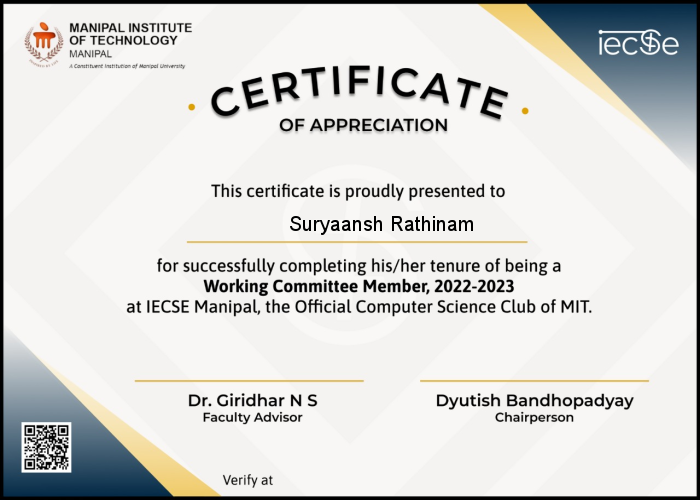 MANIPAL INSTITUTE
OF TECHNOLOGY
MANIPAL
A Constituent Institution of Manipal University
iecse
CERTIFICATE
OF APPRECIATION
This certificate is proudly presented to
Suryaansh Rathinam
for successfully completing his/her tenure of being a
Working Committee Member, 2022-2023
at IECSE Manipal, the Official Computer Science Club of MIT.
Dr. Giridhar N S
Faculty Advisor
Dyutish Bandhopadyay
Chairperson
Verify at